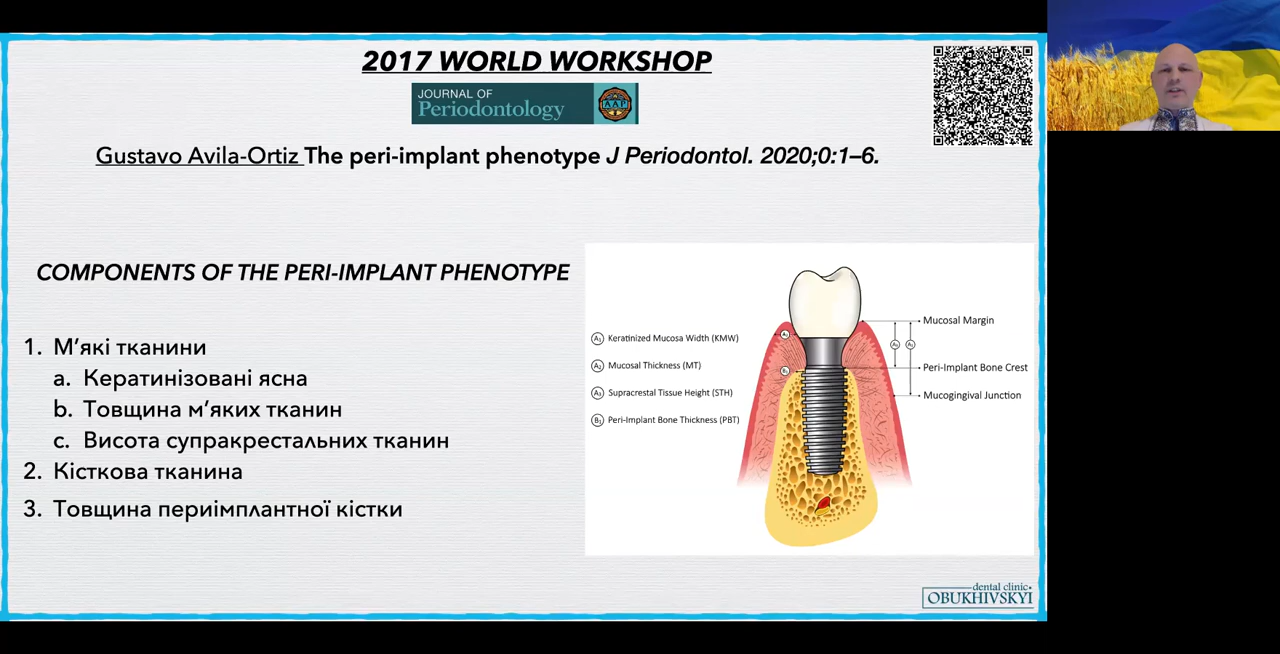 2017 WORLD WORKSHOP
JOURNAL OF
Periodontology
AAP
Gustavo Avila-Ortiz The peri-implant phenotype J Periodontol. 2020;0:1–6.
COMPONENTS OF THE PERI-IMPLANT PHENOTYPE
1. М’які тканини
a. Кератинізовані ясна
b. Товщина м’яких тканин
c. Висота супракрестальних тканин
2. Кісткова тканина
3. Товщина периімплантної кістки
A1 Keratinized Mucosa Width (KMW)
A2 Mucosal Thickness (MT)
A3 Supracrestal Tissue Height (STH)
B1 Peri-Implant Bone Thickness (PBT)
Mucosal Margin
Peri-Implant Bone Crest
Mucogingival Junction
dental clinic
OBUKHIVSKYI